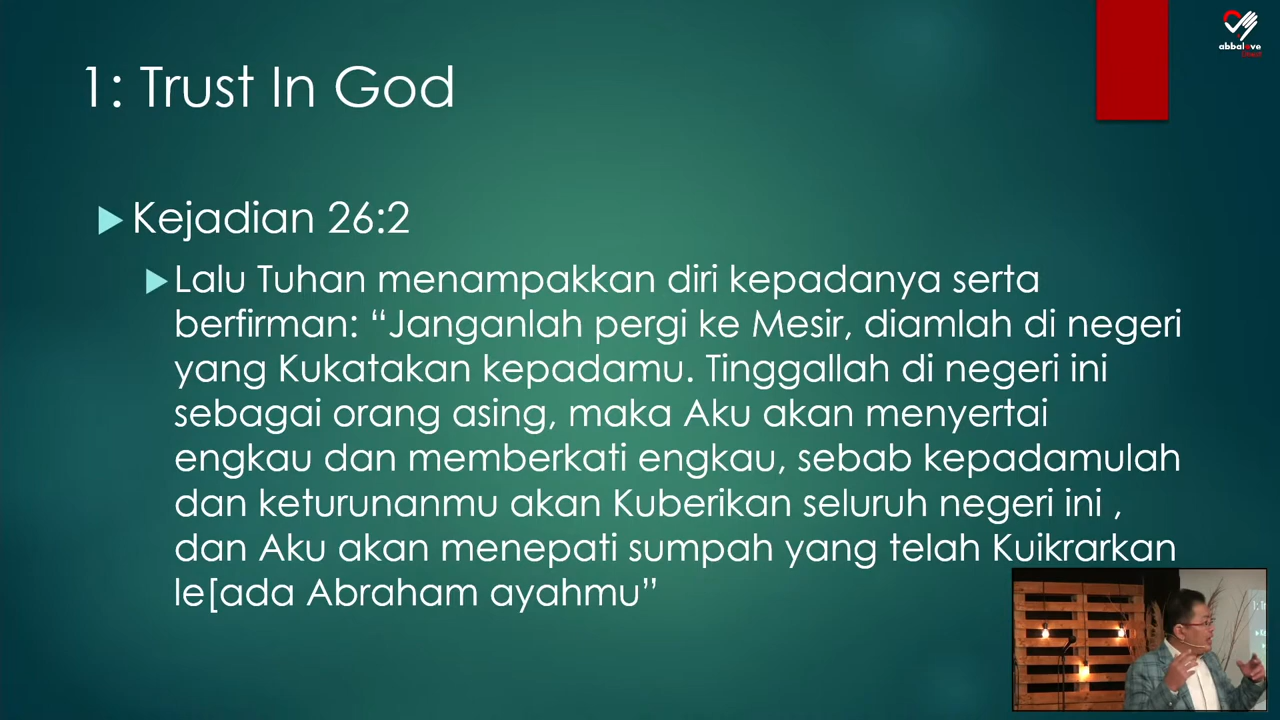 abbalove
1: Trust In God
Kejadian 26:2
Lalu Tuhan menampakkan diri kepadanya serta
berfirman: “Janganlah pergi ke Mesir, diamlah di negeri
yang Kukatakan kepadamu. Tinggallah di negeri ini
sebagai orang asing, maka Aku akan menyertai
engkau dan memberkati engkau, sebab kepadamulah
dan keturunanmu akan Kuberikan seluruh negeri ini ,
dan Aku akan menepati sumpah yang telah Kuikrarkan
le[ada Abraham ayahmu”